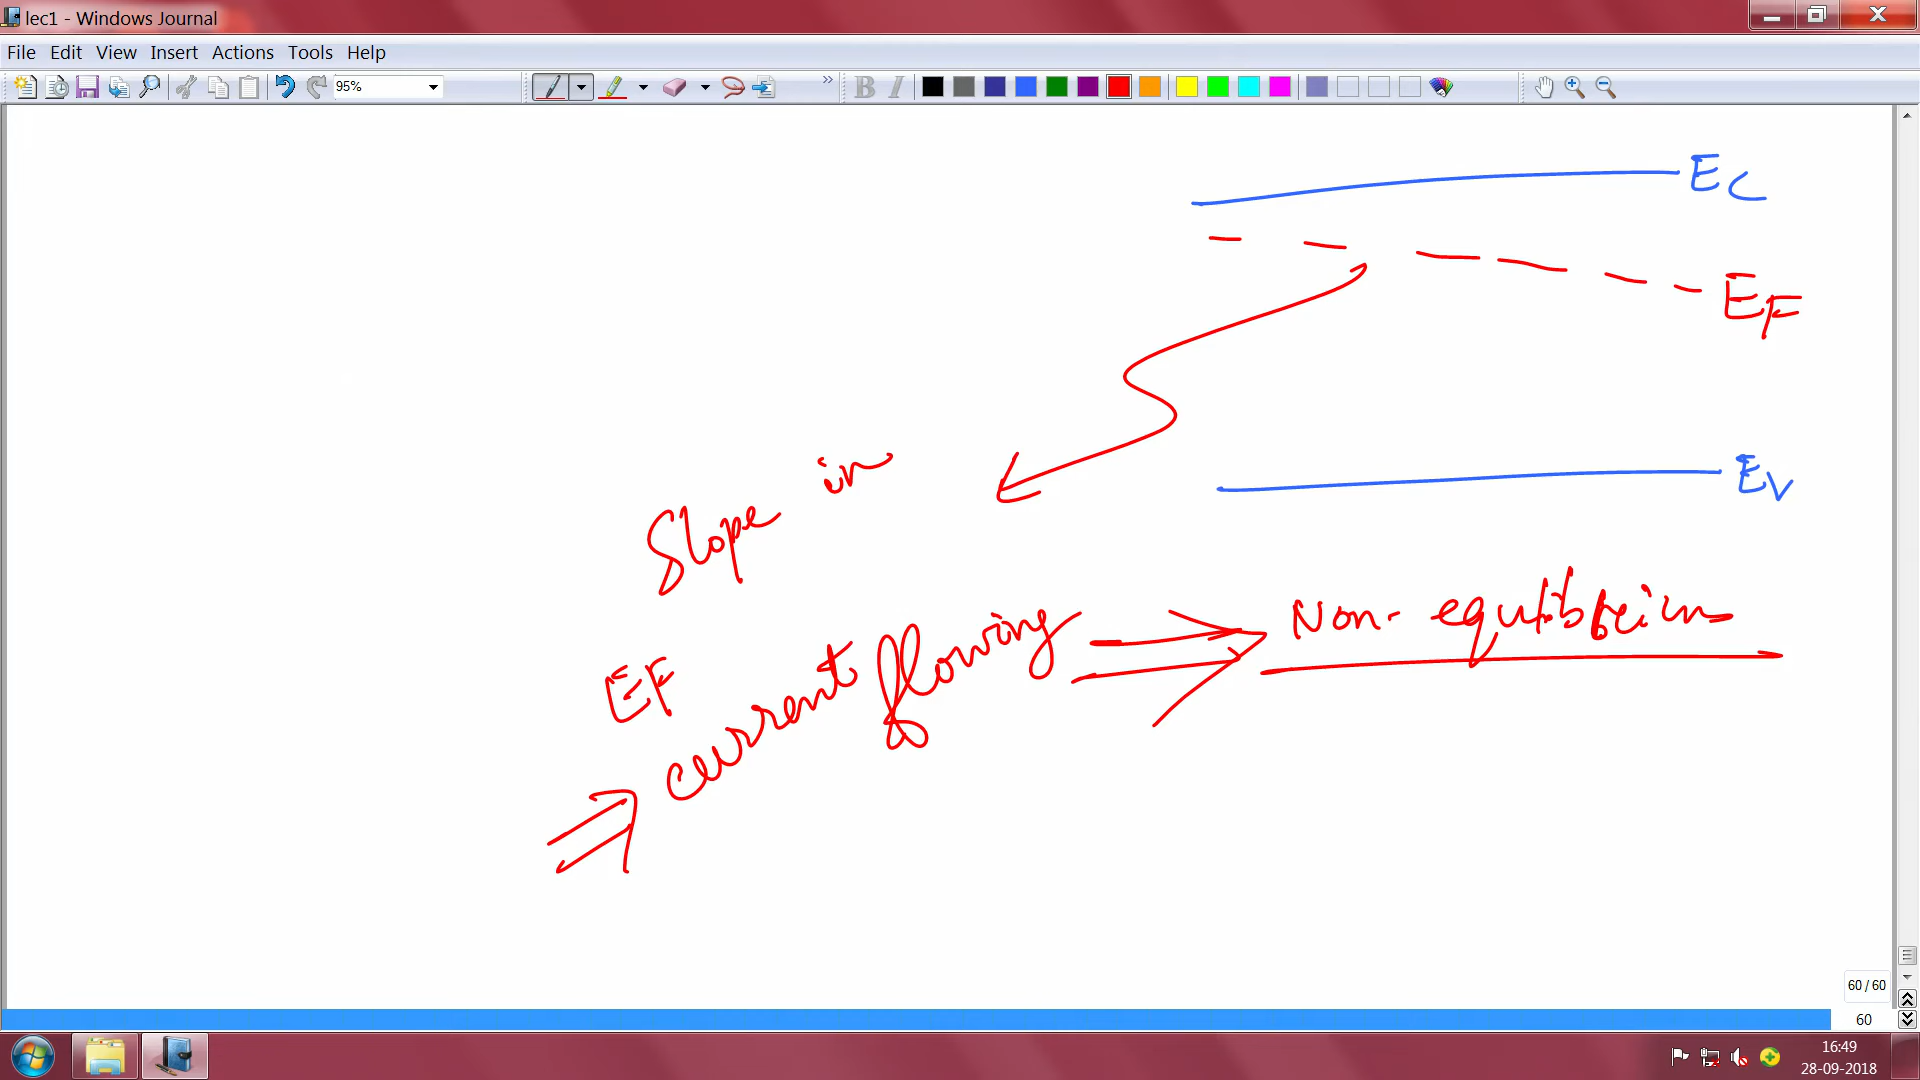 lec1 - Windows Journal
File Edit View Insert Actions Tools Help
95%
B I
EC
EF
EV
Slope in
EF
current flowing
Non-equilibrium
60 / 60
60
16:49
28-09-2018